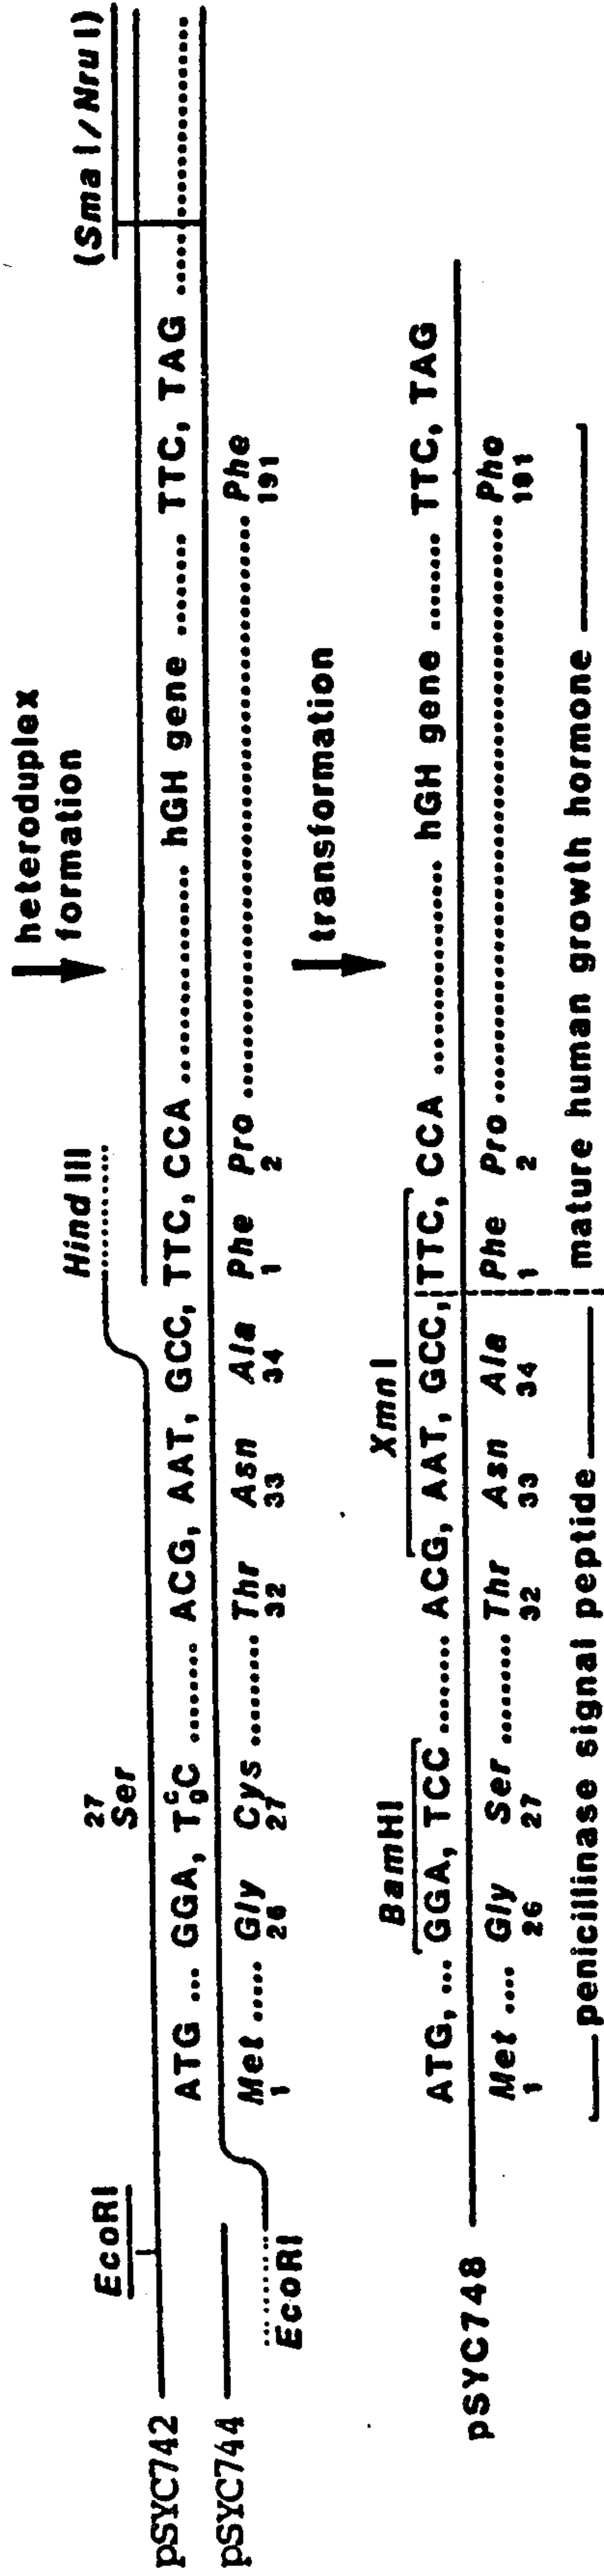 heteroduplex
formation
Hind III
(Sma I/Nru I)
EcoRI
27
Ser
pSYC742
ATG ... GGA, TCgC ........ ACG, AAT, GCC, TTC, CCA ............... hGH gene ........ TTC, TAG ......................
pSYC744
Met ..... Gly Cys ......... Thr Asn Ala Phe Pro ........................................ Phe
1 26 27 32 33 34 1 2 191
EcoRI
transformation
BamHI
XmnI
ATG, ... GGA, TCC ........ ACG, AAT, GCC, TTC, CCA ............... hGH gene ........ TTC, TAG
pSYC748
Met .... Gly Ser ......... Thr Asn Ala Phe Pro ........................................ Phe
1 26 27 32 33 34 1 2 191
penicillinase signal peptide
mature human growth hormone